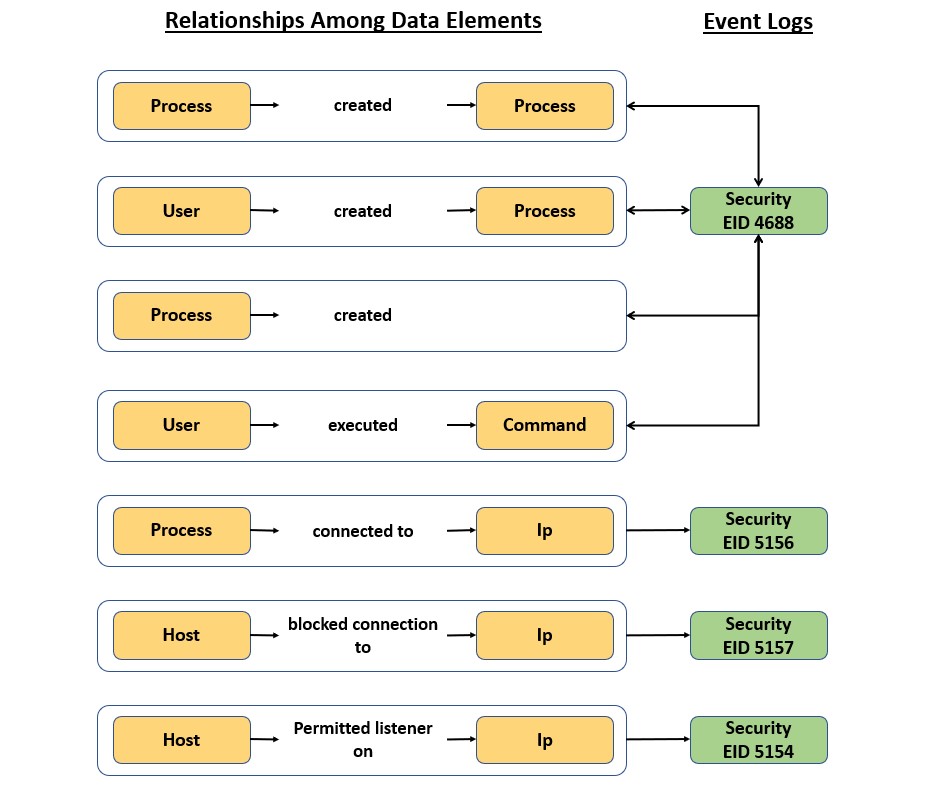 Relationships Among Data Elements
Event Logs
Process created Process
User created Process
Security
EID 4688
Process created
User executed Command
Process connected to Ip
Security
EID 5156
Host blocked connection
to Ip
Security
EID 5157
Host Permitted listener
on Ip
Security
EID 5154